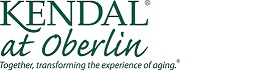 KENDAL®
at Oberlin
Together, transforming the experience of aging.®